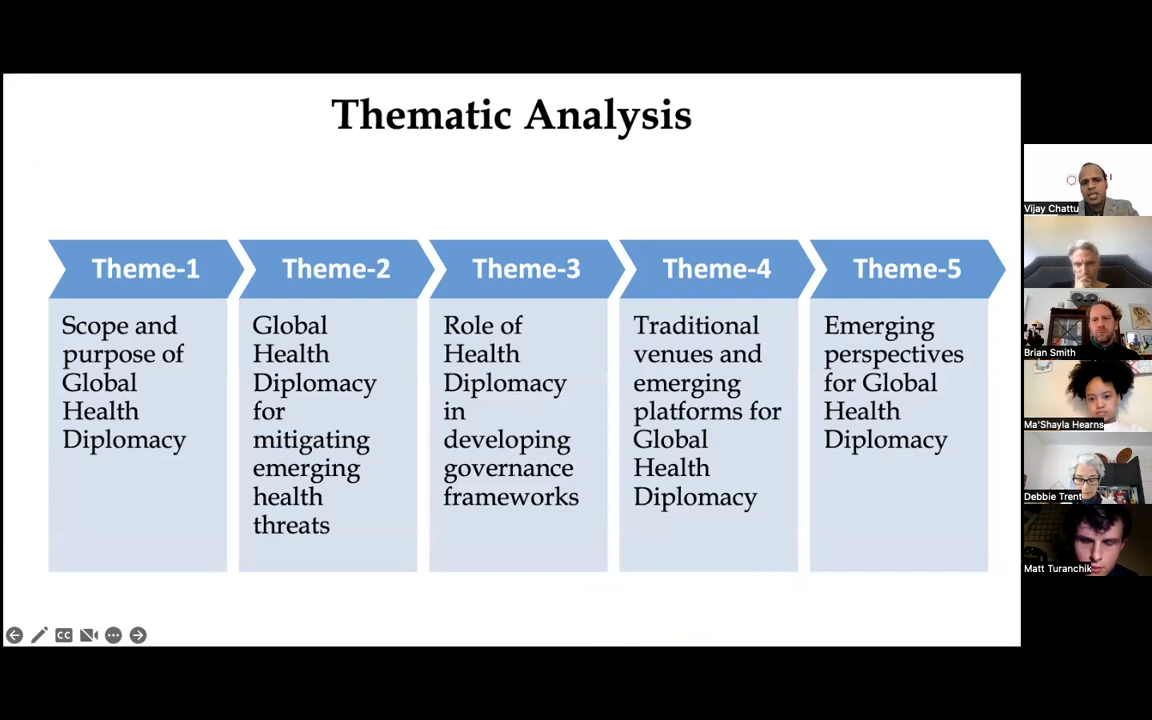 Thematic Analysis
Theme-1
Scope and
purpose of
Global
Health
Diplomacy
Theme-2
Global
Health
Diplomacy
for
mitigating
emerging
health
threats
Theme-3
Role of
Health
Diplomacy
in
developing
governance
frameworks
Theme-4
Traditional
venues and
emerging
platforms for
Global
Health
Diplomacy
Theme-5
Emerging
perspectives
for Global
Health
Diplomacy
CC
Vijay Chattu
Brian Smith
Ma'Shayla Hearns
Debbie Trent
Matt Turanchik